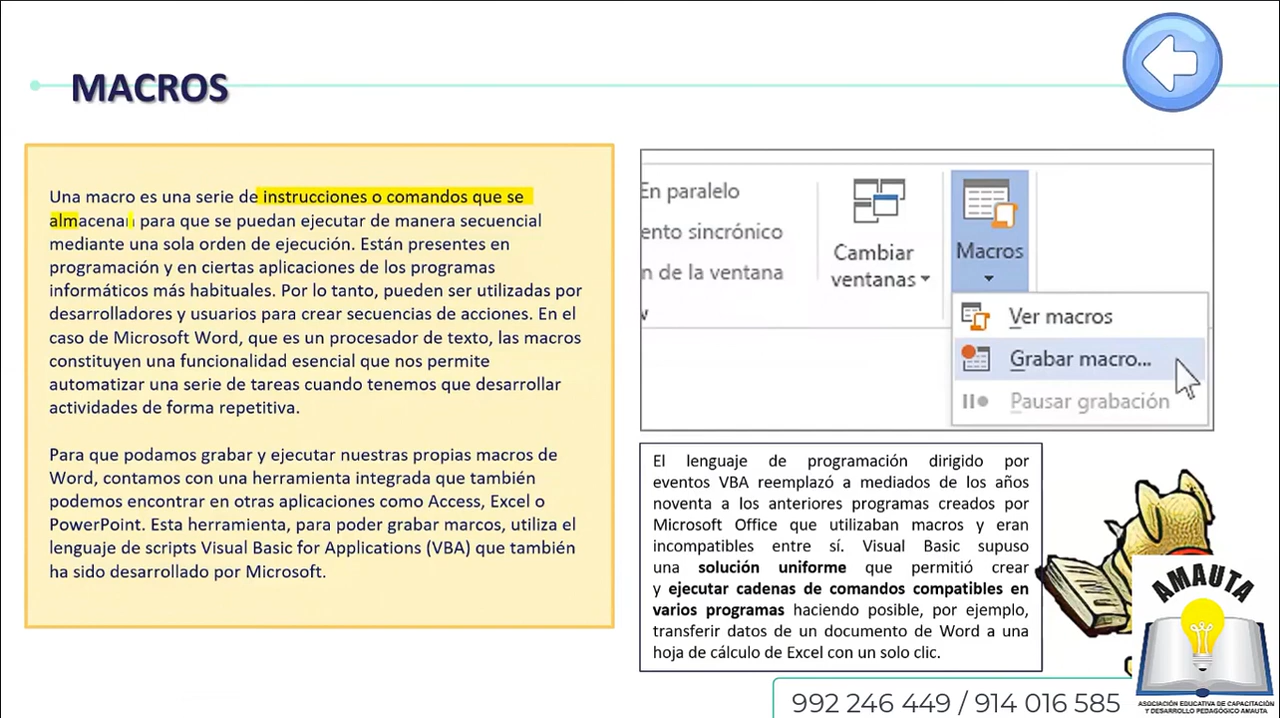 MACROS
Una macro es una serie de instrucciones o comandos que se
almacenan para que se puedan ejecutar de manera secuencial
mediante una sola orden de ejecución. Están presentes en
programación y en ciertas aplicaciones de los programas
informáticos más habituales. Por lo tanto, pueden ser utilizadas por
desarrolladores y usuarios para crear secuencias de acciones. En el
caso de Microsoft Word, que es un procesador de texto, las macros
constituyen una funcionalidad esencial que nos permite
automatizar una serie de tareas cuando tenemos que desarrollar
actividades de forma repetitiva.
Para que podamos grabar y ejecutar nuestras propias macros de
Word, contamos con una herramienta integrada que también
podemos encontrar en otras aplicaciones como Access, Excel o
PowerPoint. Esta herramienta, para poder grabar marcos, utiliza el
lenguaje de scripts Visual Basic for Applications (VBA) que también
ha sido desarrollado por Microsoft.
En paralelo
ento sincrónico
n de la ventana
Cambiar
ventanas
Macros
Ver macros
Grabar macro...
Pausar grabación
El lenguaje de programación dirigido por
eventos VBA reemplazó a mediados de los años
noventa a los anteriores programas creados por
Microsoft Office que utilizaban macros y eran
incompatibles entre sí. Visual Basic supuso
una solución uniforme que permitió crear
y ejecutar cadenas de comandos compatibles en
varios programas haciendo posible, por ejemplo,
transferir datos de un documento de Word a una
hoja de cálculo de Excel con un solo clic.
992 246 449 / 914 016 585
AMAUTA
ASOCIACIÓN EDUCATIVA DE CAPACITACIÓN
Y DESARROLLO PEDAGÓGICO AMAUTA